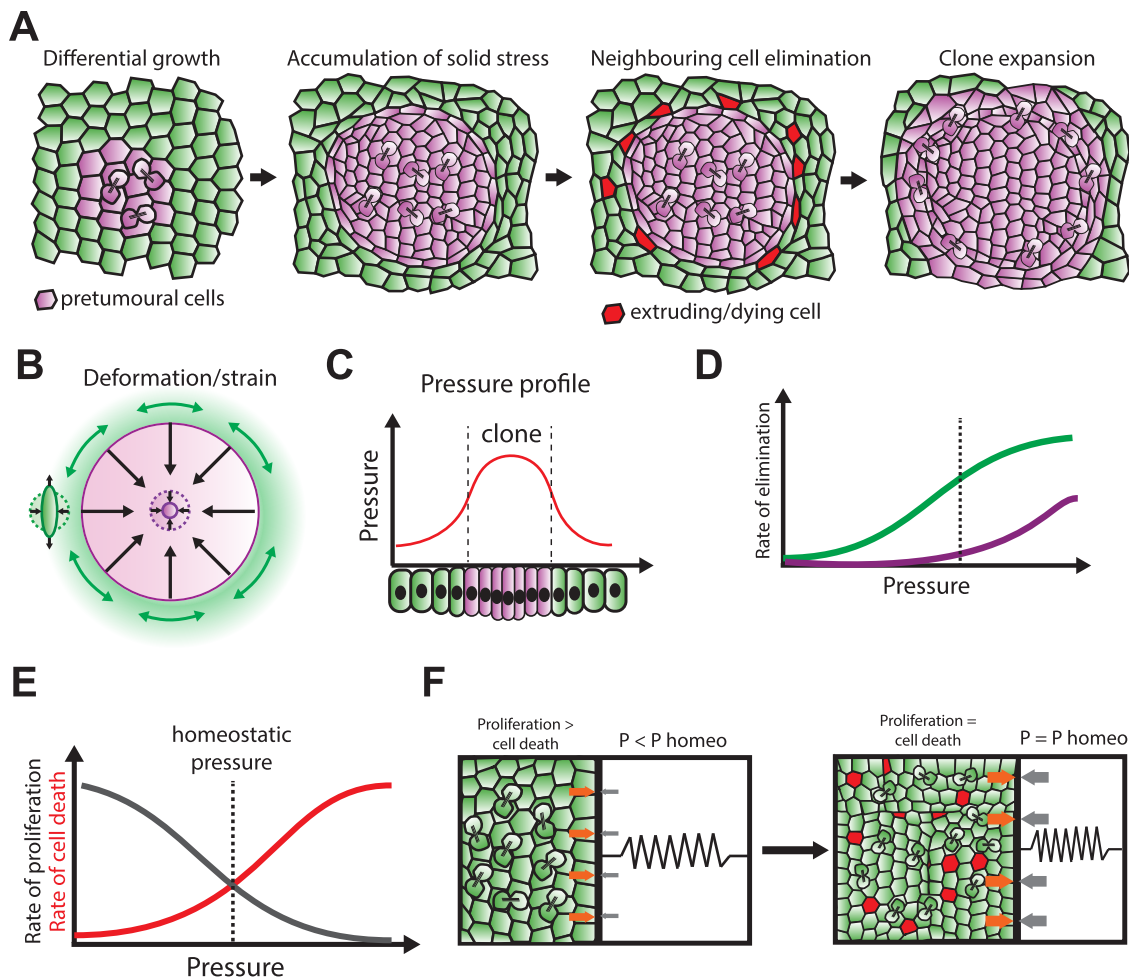 A
Differential growth
Accumulation of solid stress
Neighbouring cell elimination
Clone expansion
pretumoural cells
extruding/dying cell
B
Deformation/strain
C
Pressure profile
clone
Pressure
D
Rate of elimination
Pressure
E
homeostatic
pressure
Rate of proliferation
Rate of cell death
Pressure
F
Proliferation >
cell death
P < P homeo
Proliferation =
cell death
P = P homeo